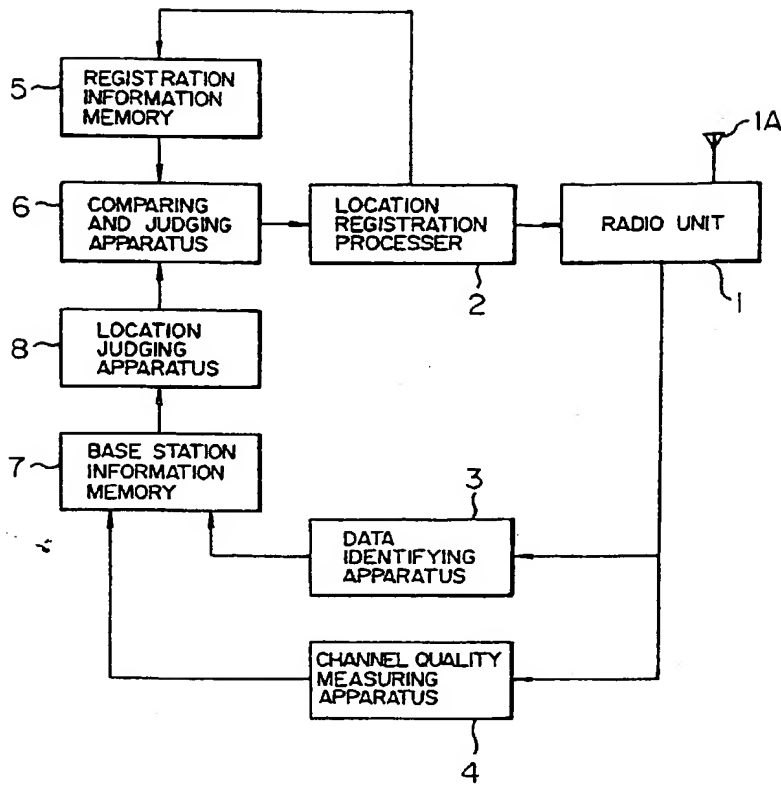 5
REGISTRATION
INFORMATION
MEMORY
1A
6
COMPARING
AND JUDGING
APPARATUS
LOCATION
REGISTRATION
PROCESSER
2
RADIO UNIT
1
8
LOCATION
JUDGING
APPARATUS
7
BASE STATION
INFORMATION
MEMORY
3
DATA
IDENTIFYING
APPARATUS
CHANNEL QUALITY
MEASURING
APPARATUS
4